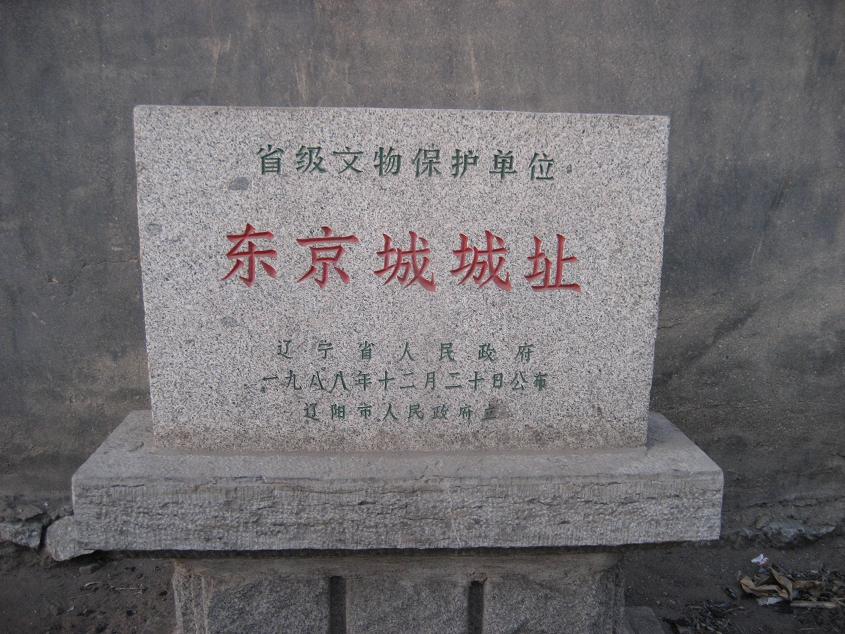 省级文物保护单位
东京城城址
辽宁省人民政府
一九八八年十二月二十日公布
辽阳市人民政府立